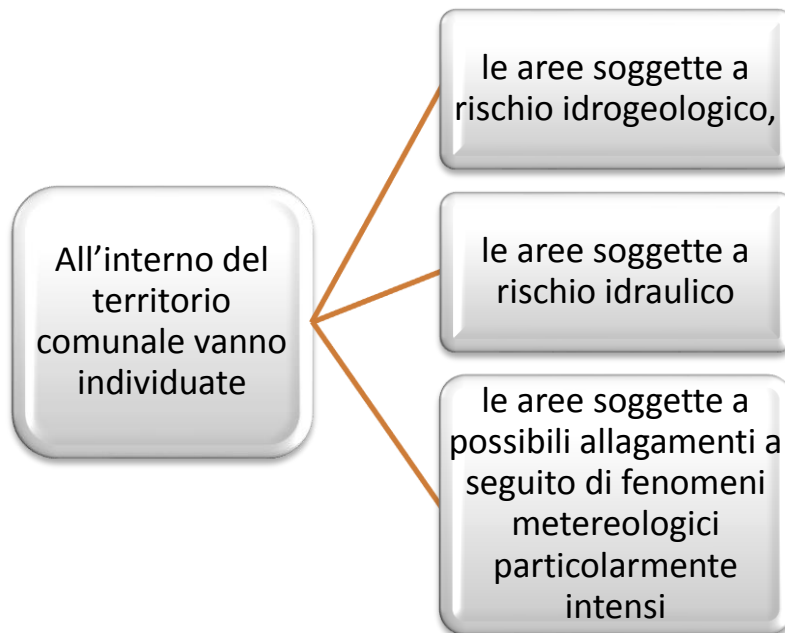 All’interno del
territorio
comunale vanno
individuate
le aree soggette a
rischio idrogeologico,
le aree soggette a
rischio idraulico
le aree soggette a
possibili allagamenti a
seguito di fenomeni
metereologici
particolarmente
intensi